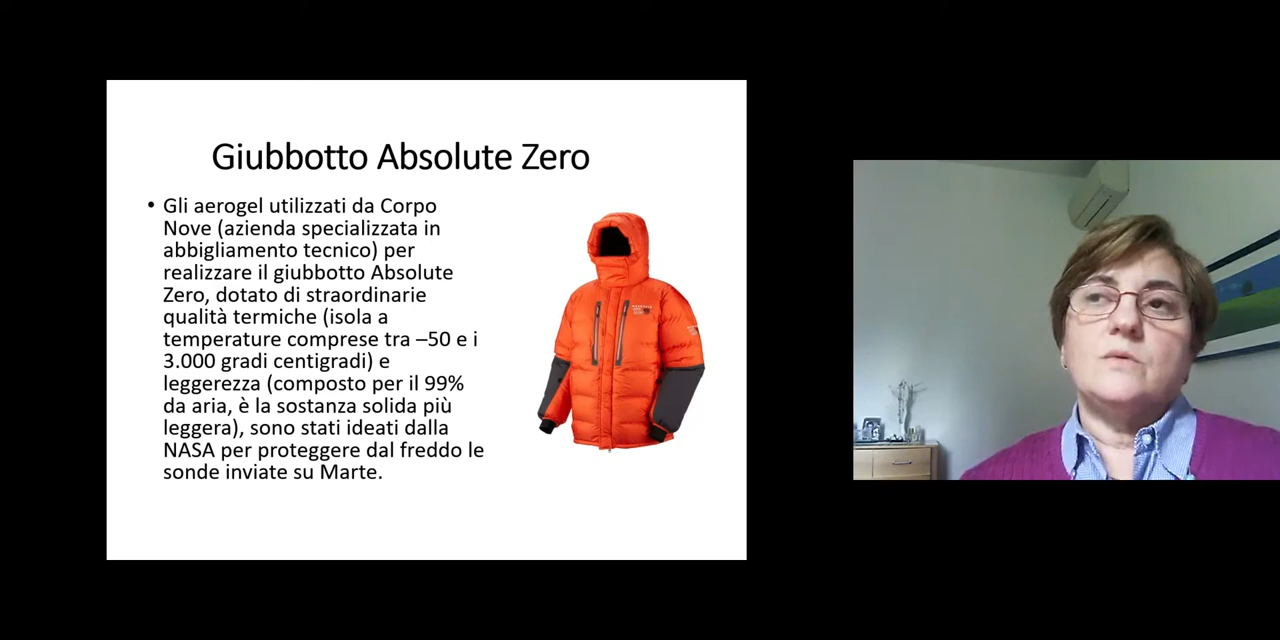 Giubbotto Absolute Zero
• Gli aerogel utilizzati da Corpo
Nove (azienda specializzata in
abbigliamento tecnico) per
realizzare il giubbotto Absolute
Zero, dotato di straordinarie
qualità termiche (isola a
temperature comprese tra –50 e i
3.000 gradi centigradi) e
leggerezza (composto per il 99%
da aria, è la sostanza solida più
leggera), sono stati ideati dalla
NASA per proteggere dal freddo le
sonde inviate su Marte.